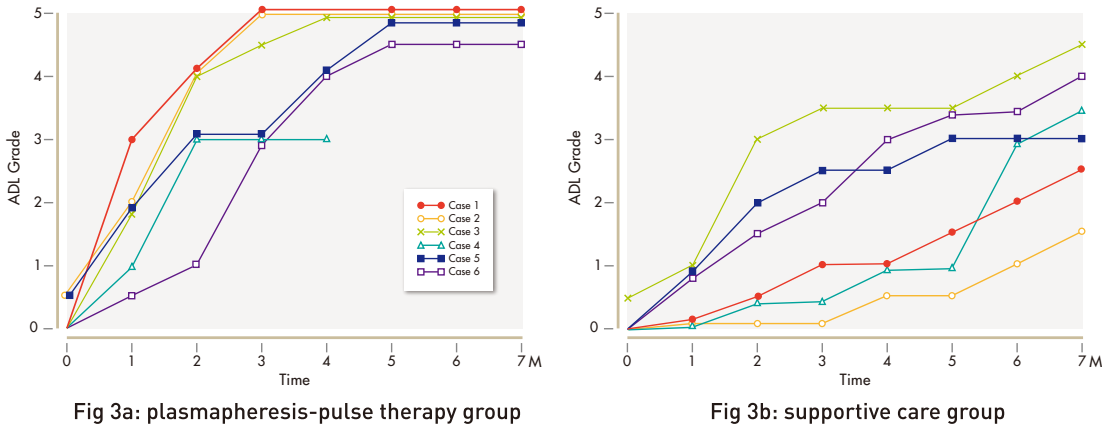 5
4
3
2
1
0
ADL Grade
Case 1
Case 2
Case 3
Case 4
Case 5
Case 6
0 1 2 3 4 5 6 7 M
Time
Fig 3a: plasmapheresis-pulse therapy group
5
4
3
2
1
0
ADL Grade
0 1 2 3 4 5 6 7 M
Time
Fig 3b: supportive care group